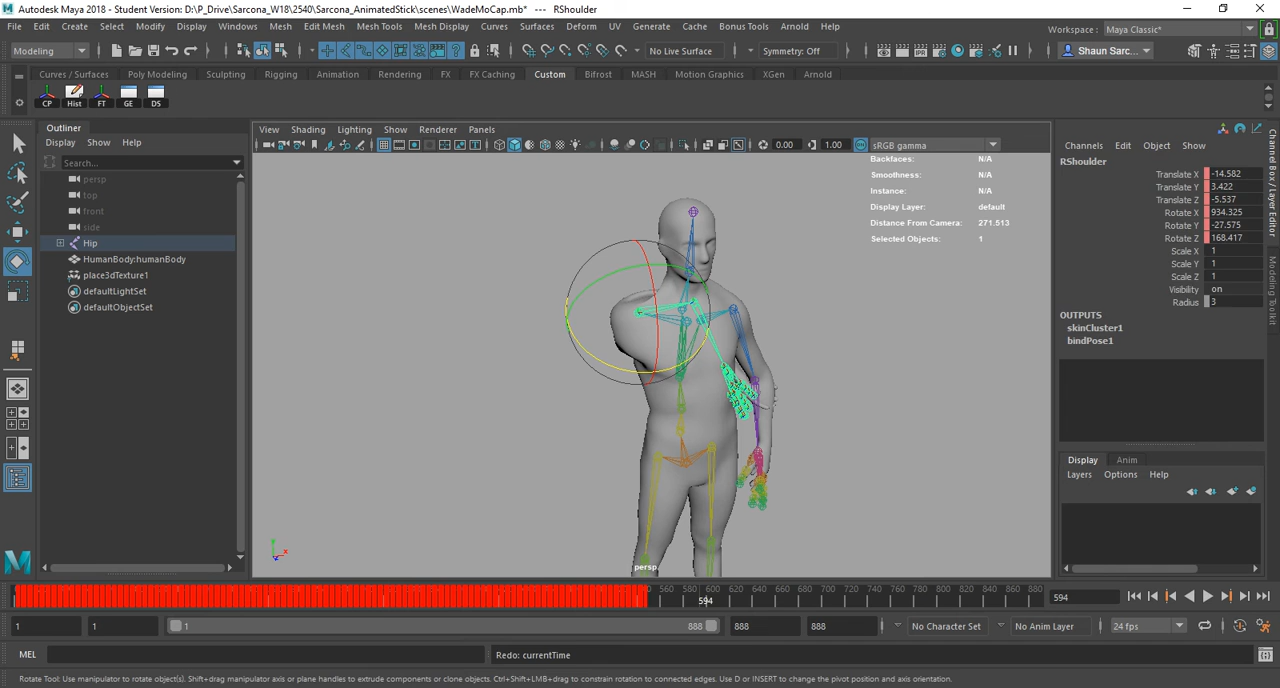 Autodesk Maya 2018 - Student Version: D:\P_Drive\Sarcona_W18\2540\Sarcona_AnimatedStick\scenes\WadeMoCap.mb* --- RShoulder
File Edit Create Select Modify Display Windows Mesh Edit Mesh Mesh Tools Mesh Display Curves Surfaces Deform UV Generate Cache Bonus Tools Arnold Help
Workspace : Maya Classic*
Modeling No Live Surface Symmetry: Off Shaun Sarc...
Curves / Surfaces Poly Modeling Sculpting Rigging Animation Rendering FX FX Caching Custom Bifrost MASH Motion Graphics XGen Arnold
CP Hist FT GE DS
Outliner
Display Show Help
Search...
persp
top
front
side
Hip
HumanBody:humanBody
place3dTexture1
defaultLightSet
defaultObjectSet
View Shading Lighting Show Renderer Panels
0.00 1.00 sRGB gamma
Backfaces: N/A
Smoothness: N/A
Instance: N/A
Display Layer: default
Distance From Camera: 271.513
Selected Objects: 1
persp
Channels Edit Object Show
RShoulder
Translate X -14.582
Translate Y 3.422
Translate Z -5.537
Rotate X 934.325
Rotate Y -27.575
Rotate Z 168.417
Scale X 1
Scale Y 1
Scale Z 1
Visibility on
Radius 3
OUTPUTS
skinCluster1
bindPose1
Channel Box / Layer Editor
Modeling Toolkit
Display Anim
Layers Options Help
560 580 600 620 640 660 680 700 720 740 760 780 800 820 840 860 880
594
594
1 1 1 888 888 888 No Character Set No Anim Layer 24 fps
MEL Redo: currentTime
Rotate Tool: Use manipulator to rotate object(s). Shift+drag manipulator axis or plane handles to extrude components or clone objects. Ctrl+Shift+LMB+drag to constrain rotation to connected edges. Use D or INSERT to change the pivot position and axis orientation.